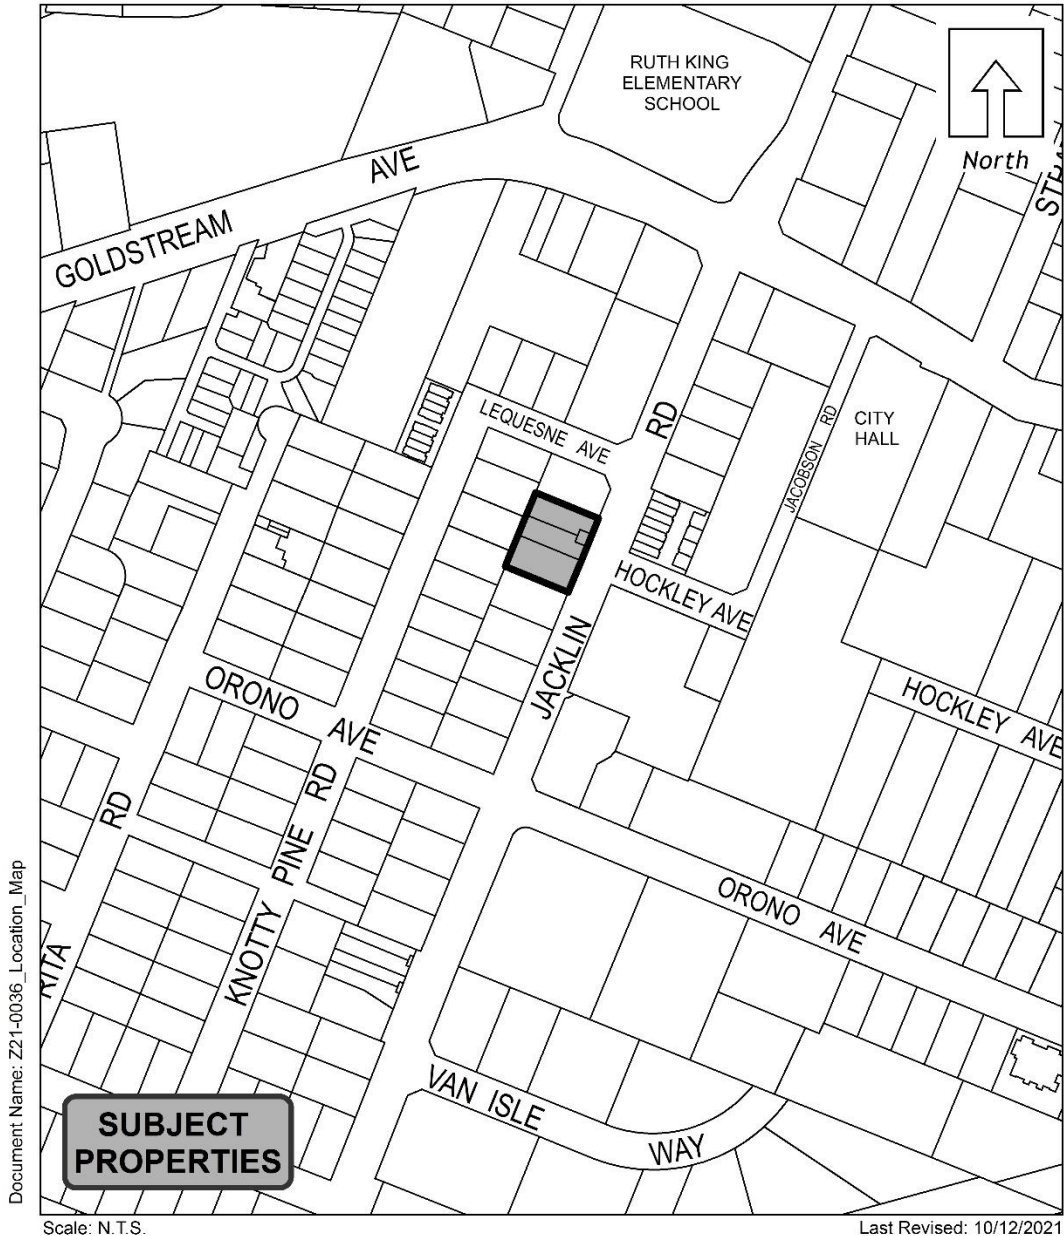 RUTH KING
ELEMENTARY
SCHOOL
North
GOLDSTREAM AVE
LEQUESNE AVE
RD
JACOBSON RD
CITY
HALL
HOCKLEY AVE
JACKLIN
HOCKLEY AVE
ORONO AVE
RD
KNOTTY PINE RD
ORONO AVE
RITA
VAN ISLE WAY
SUBJECT
PROPERTIES
Document Name: Z21-0036_Location_Map
Scale: N.T.S.
Last Revised: 10/12/2021